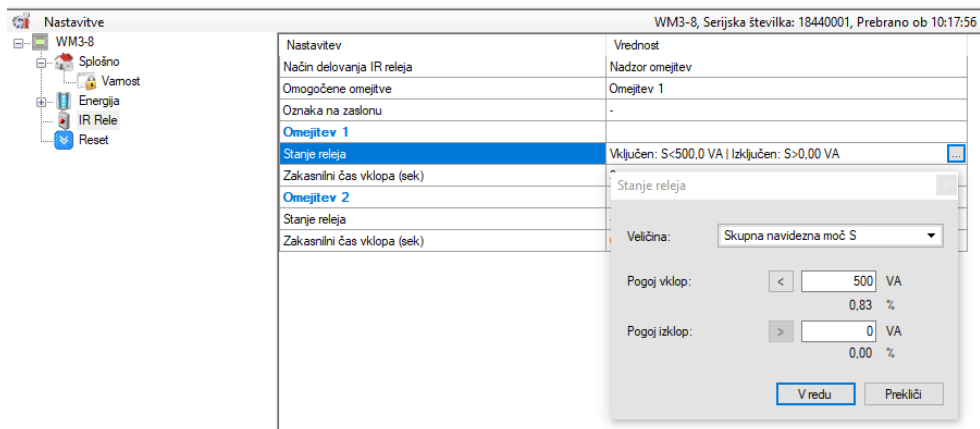 Nastavitve
WM3-8, Serijska številka: 18440001, Prebrano ob 10:17:56
WM3-8
Splošno
Varnost
Energija
IR Rele
Reset
Nastavitev Vrednost
Način delovanja IR releja Nadzor omejitev
Omogočene omejitve Omejitev 1
Oznaka na zaslonu -
Omejitev 1
Stanje releja Vključen: S<500,0 VA | Izključen: S>0,00 VA ...
Zakasnilni čas vklopa (sek)
Omejitev 2
Stanje releja
Zakasnilni čas vklopa (sek)
Stanje releja x
Veličina: Skupna navidezna moč S
Pogoj vklop: < 500 VA
0,83 %
Pogoj izklop: > 0 VA
0,00 %
V redu Prekliči